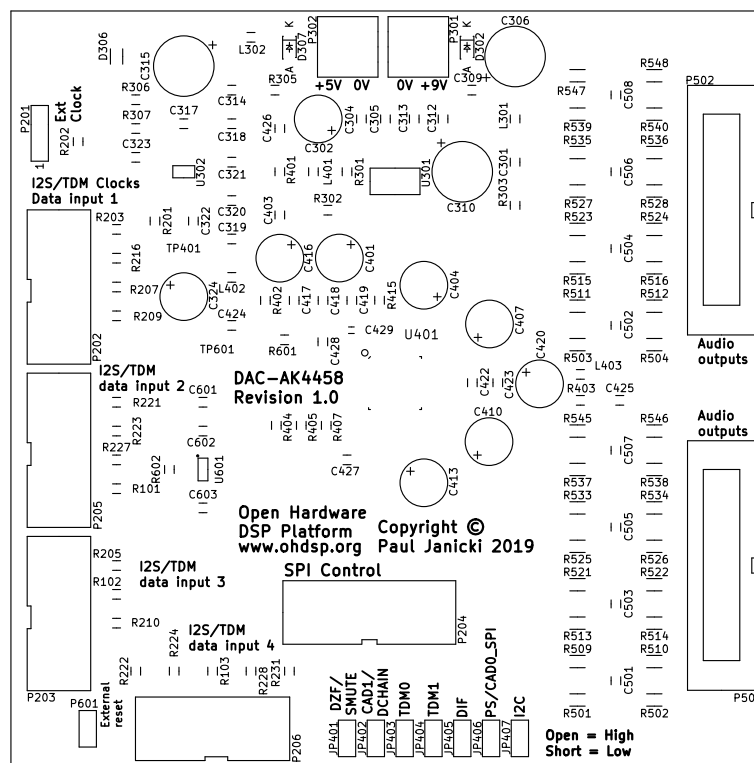 D306
C315
L302
K
D307
A
P302
P301
K
D302
A
C306
R548
P502
+5V 0V
0V +9V
C309
R305
R306
C314
R547
C508
P201
Ext
Clock
R307
C317
C426
C302
C304
C305
C313
C312
L301
R539
R540
R202
C323
C318
R535
R536
1
U302
C321
R401
L401
R301
U301
C301
R303
C506
I2S/TDM Clocks
Data input 1
R203
R201
C322
C320
C403
R302
C310
R527
R528
C319
R523
R524
TP401
R216
C416
C401
C404
C504
R207
C324
L402
R402
C417
C418
C419
R415
R515
R516
R511
R512
R209
C424
C429
U401
C407
C420
C502
P202
TP601
R601
C428
R503
R504
Audio
outputs
I2S/TDM
data input 2
DAC-AK4458
Revision 1.0
C422
C423
L403
R403
C425
R221
C601
C410
Audio
outputs
R223
C602
R404
R405
R407
R545
R546
R227
R602
U601
C427
C413
C507
R101
C603
R537
R538
P205
R533
R534
Open Hardware
DSP Platform
www.ohdsp.org
Copyright ©
Paul Janicki 2019
C505
R205
I2S/TDM
data input 3
SPI Control
R525
R526
R102
R521
R522
R210
C503
I2S/TDM
data input 4
P204
R513
R514
R224
R509
R510
R222
R103
R228
R231
C501
P203
P601
External
reset
P206
DZF/
SMUTE
CAD1/
DCHAIN
TDM0
TDM1
DIF
PS/CAD0_SPI
I2C
JP401
JP402
JP403
JP404
JP405
JP406
JP407
R501
R502
Open = High
Short = Low